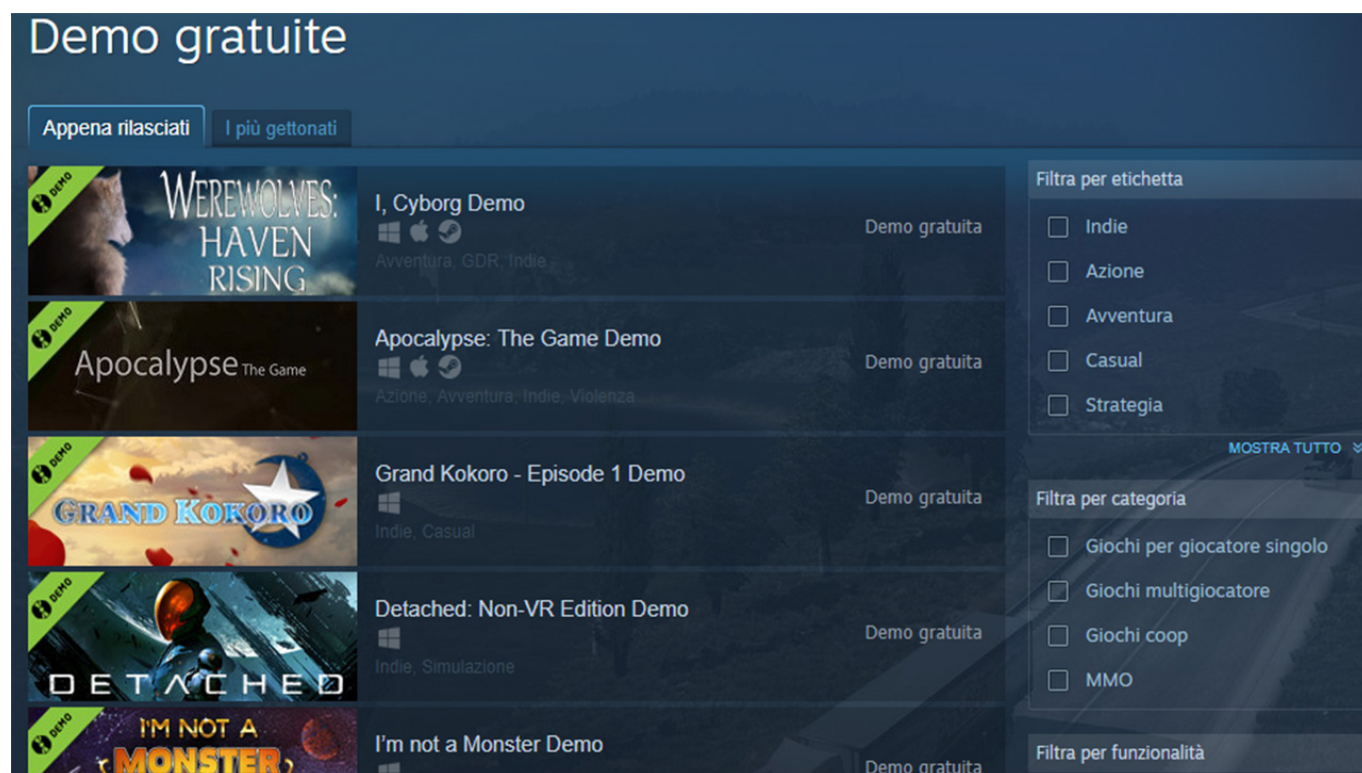 Demo gratuite
Appena rilasciati
I più gettonati
DEMO
WEREWOLVES:
HAVEN
RISING
I, Cyborg Demo
Avventura, GDR, Indie
Demo gratuita
DEMO
Apocalypse The Game
Apocalypse: The Game Demo
Azione, Avventura, Indie, Violenza
Demo gratuita
DEMO
GRAND KOKORO
Grand Kokoro - Episode 1 Demo
Indie, Casual
Demo gratuita
DEMO
DETACHED
Detached: Non-VR Edition Demo
Indie, Simulazione
Demo gratuita
DEMO
I'M NOT A
MONSTER
I'm not a Monster Demo
Demo gratuita
Filtra per etichetta
Indie
Azione
Avventura
Casual
Strategia
MOSTRA TUTTO
Filtra per categoria
Giochi per giocatore singolo
Giochi multigiocatore
Giochi coop
MMO
Filtra per funzionalità